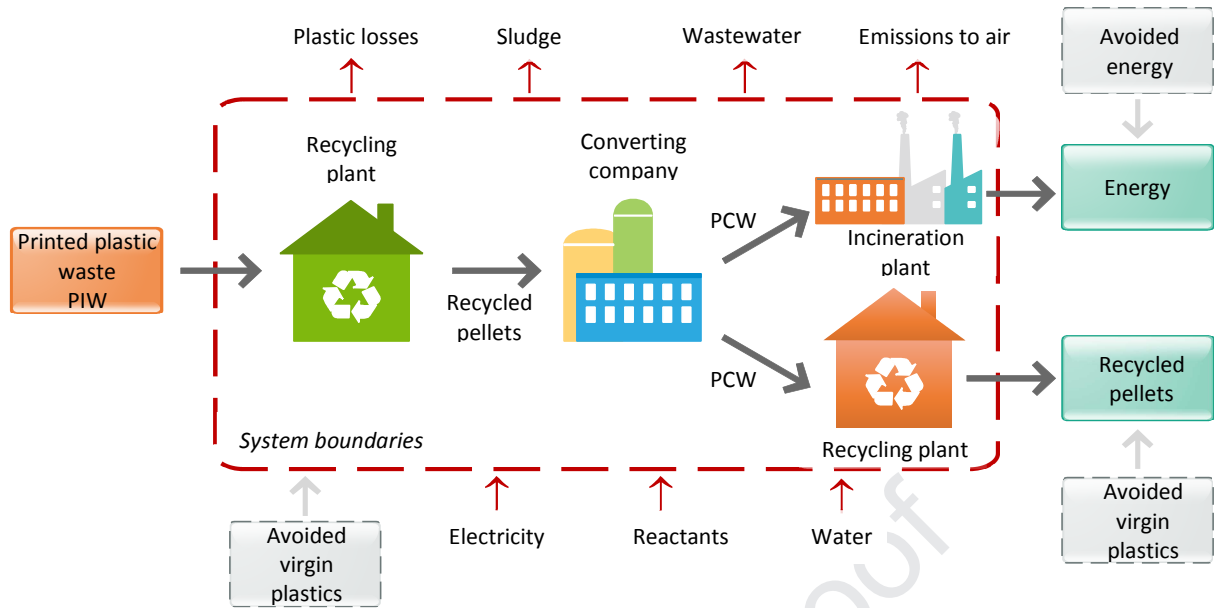 Plastic losses
Sludge
Wastewater
Emissions to air
Avoided
energy
Recycling
plant
Converting
company
Energy
PCW
Printed plastic
waste
PIW
Incineration
plant
Recycled
pellets
PCW
Recycled
pellets
System boundaries
Recycling plant
Avoided
virgin
plastics
Electricity
Reactants
Water
Avoided
virgin
plastics